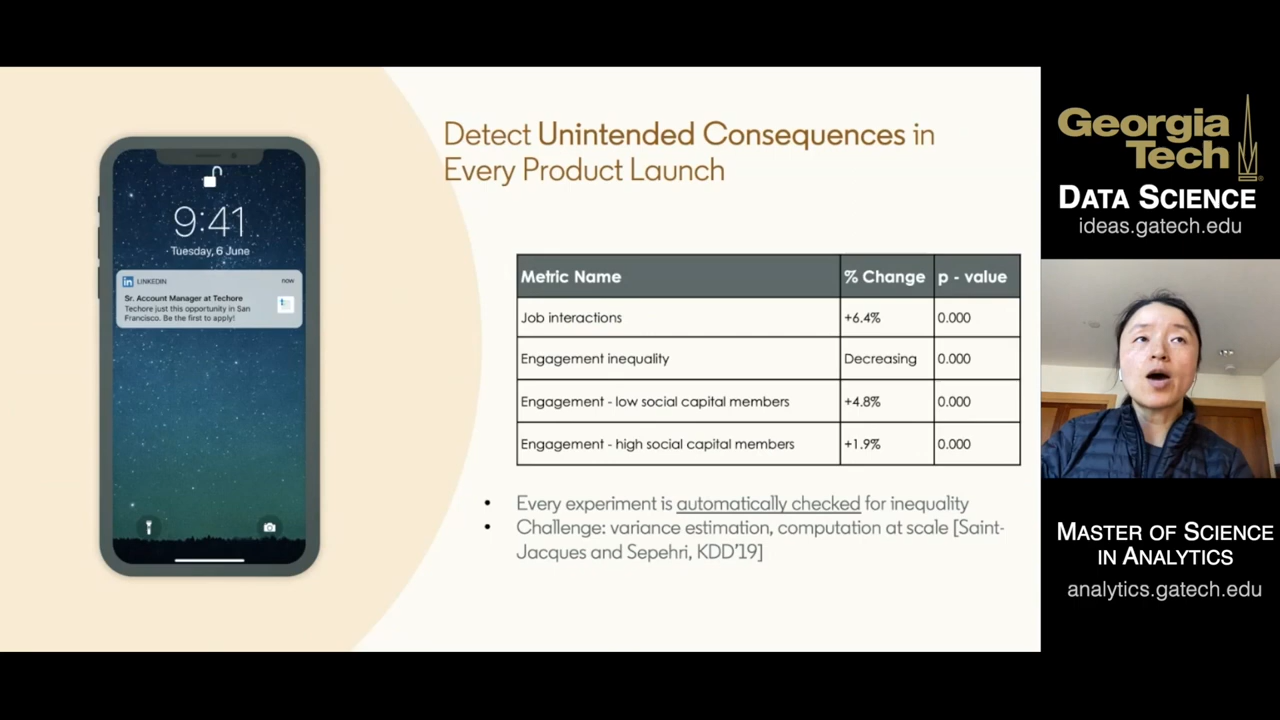 Detect Unintended Consequences in
Every Product Launch
9:41
Tuesday, 6 June
in LINKEDIN now
Sr. Account Manager at Techore
Techore just this opportunity in San
Francisco. Be the first to apply!
Metric Name % Change p - value
Job interactions +6.4% 0.000
Engagement inequality Decreasing 0.000
Engagement - low social capital members +4.8% 0.000
Engagement - high social capital members +1.9% 0.000
• Every experiment is automatically checked for inequality
• Challenge: variance estimation, computation at scale [Saint-
Jacques and Sepehri, KDD'19]
Georgia
Tech
DATA SCIENCE
ideas.gatech.edu
MASTER OF SCIENCE
IN ANALYTICS
analytics.gatech.edu